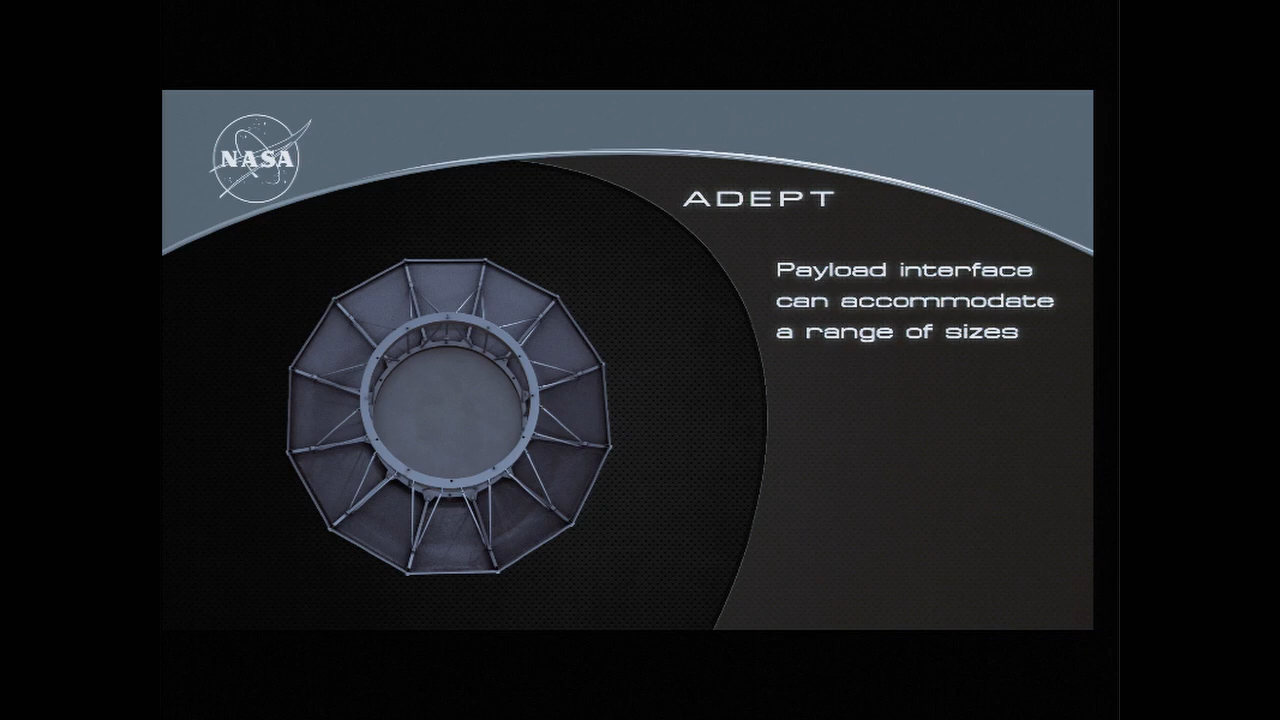 NASA
ADEPT
Payload interface
can accommodate
a range of sizes